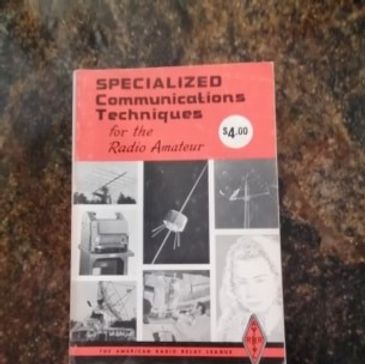 SPECIALIZED
Communications
Techniques
for the
Radio Amateur
$4.00
THE AMERICAN RADIO RELAY LEAGUE